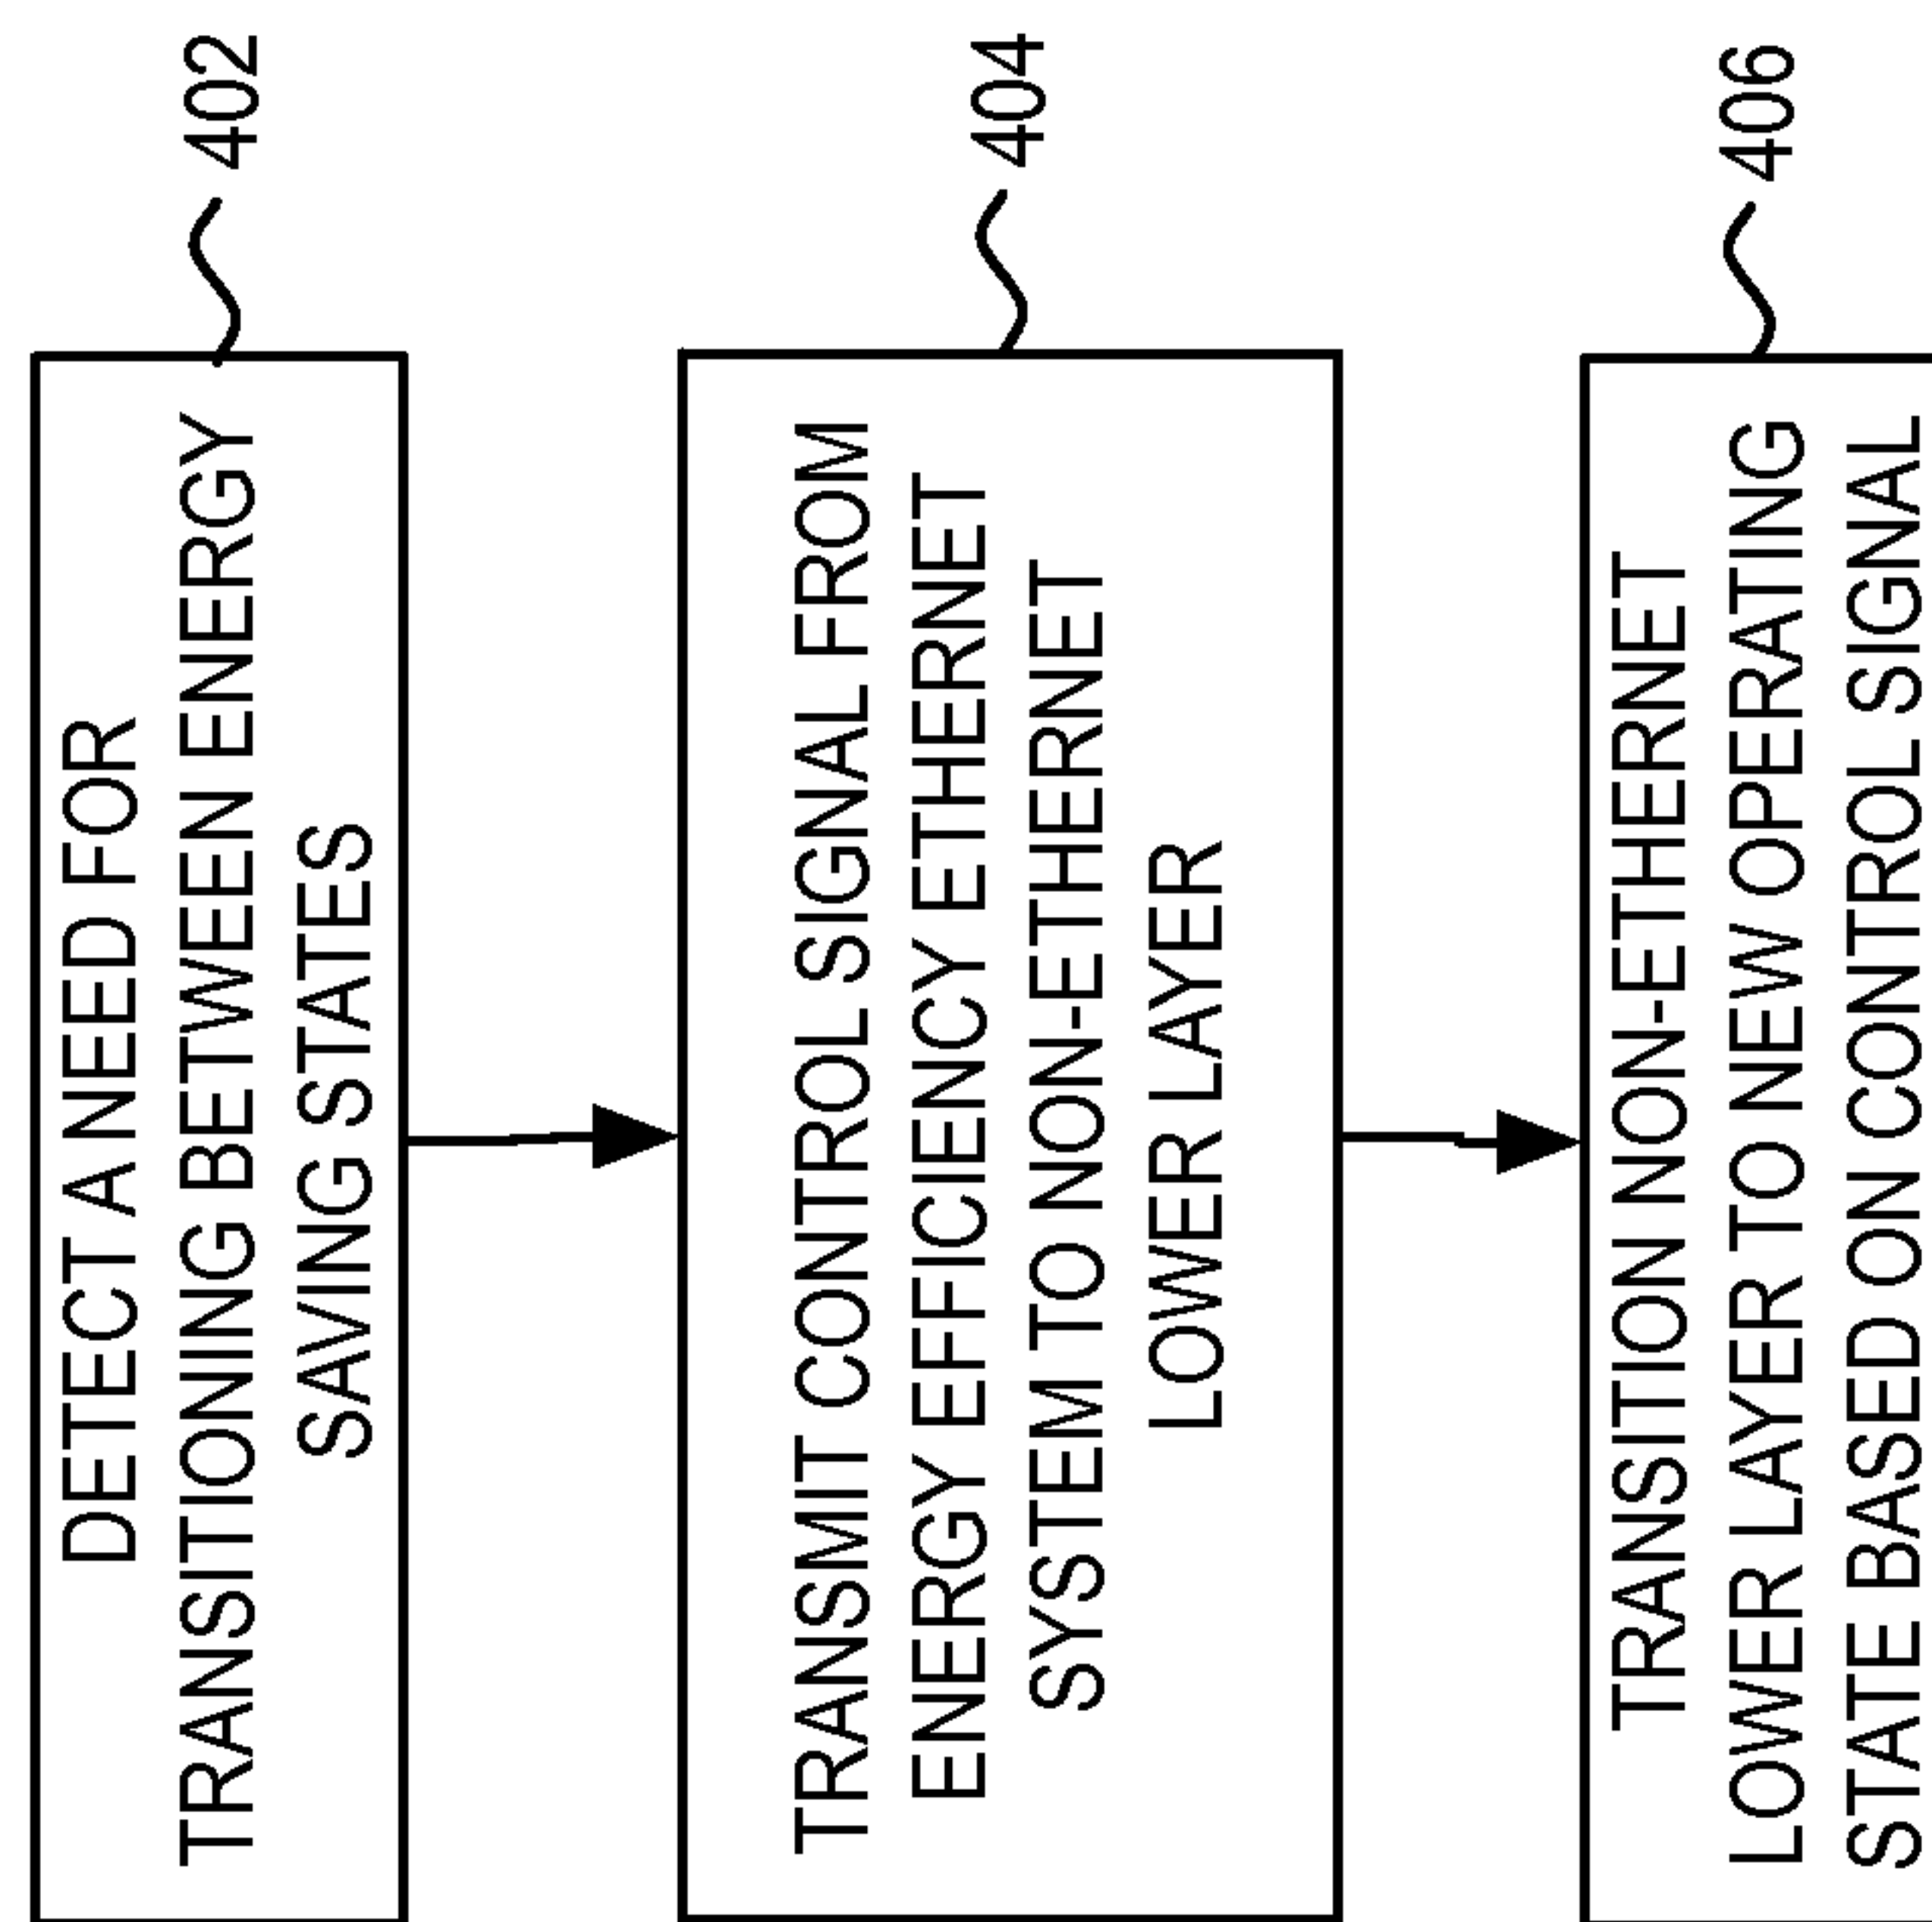 DETECT A NEED FOR
TRANSITIONING BETWEEN ENERGY
SAVING STATES
402
TRANSMIT CONTROL SIGNAL FROM
ENERGY EFFICIENCY ETHERNET
SYSTEM TO NON-ETHERNET
LOWER LAYER
404
TRANSITION NON-ETHERNET
LOWER LAYER TO NEW OPERATING
STATE BASED ON CONTROL SIGNAL
406